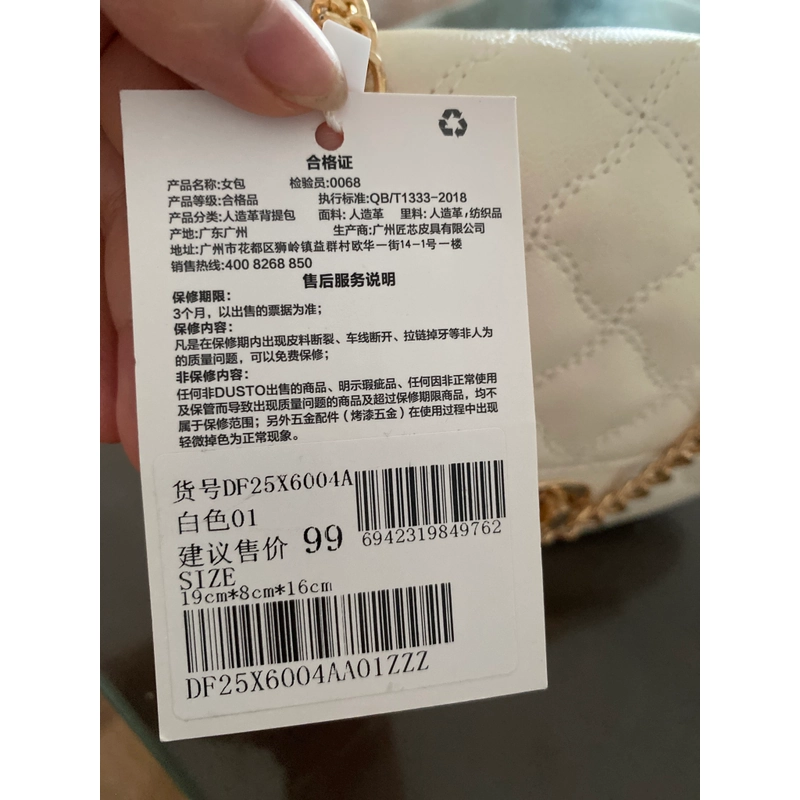 合格证
产品名称:女包 检验员:0068
产品等级:合格品 执行标准:QB/T1333-2018
产品分类:人造革背提包 面料:人造革 里料:人造革,纺织品
产地:广东广州 生产商:广州匠芯皮具有限公司
地址:广州市花都区狮岭镇益群村欧华一街14-1号一楼
销售热线:400 8268 850
售后服务说明
保修期限:
3个月,以出售的票据为准;
保修内容:
凡是在保修期内出现皮料断裂、车线断开、拉链掉牙等非人为
的质量问题,可以免费保修;
非保修内容:
任何非DUSTO出售的商品、明示瑕疵品、任何因非正常使用
及保管而导致出现质量问题的商品及超过保修期限商品,均不
属于保修范围;另外五金配件(烤漆五金)在使用过程中出现
轻微掉色为正常现象。
货号DF25X6004A
白色01
建议售价 99
6942319849762
SIZE
19cm*8cm*16cm
DF25X6004AA01ZZZ